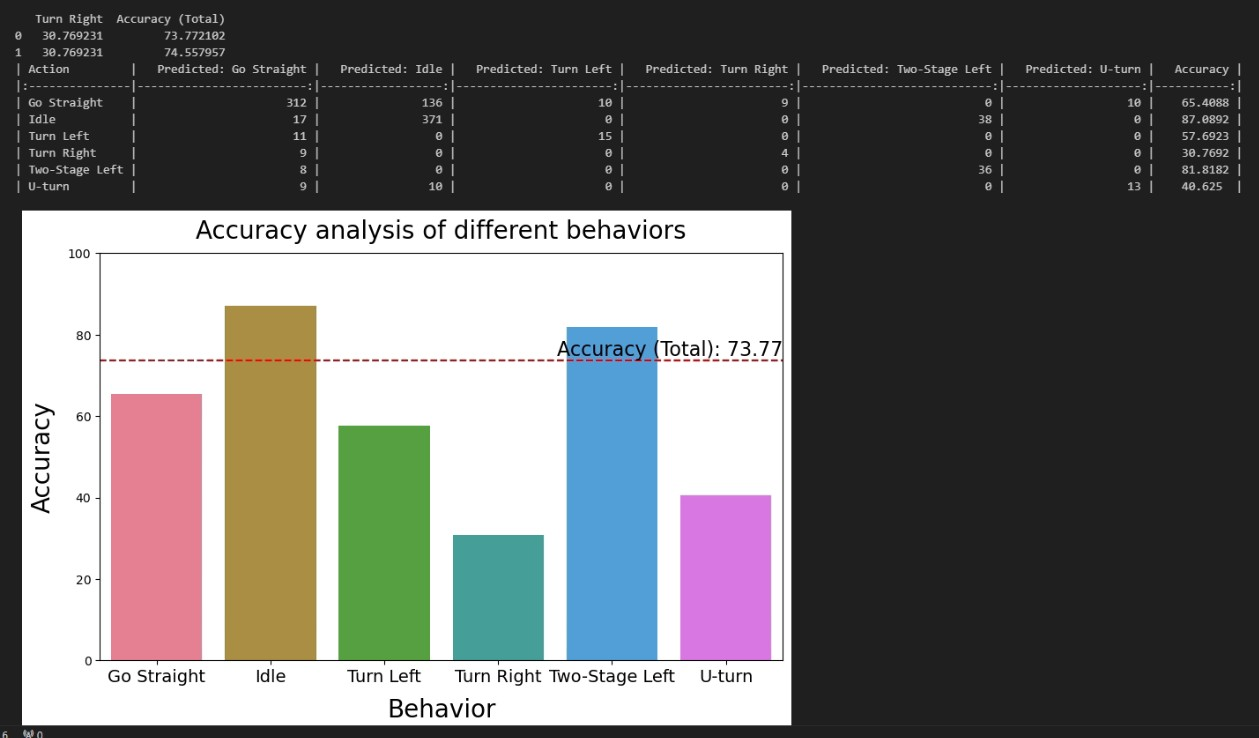 Turn Right  Accuracy (Total)
0   30.769231         73.772102
1   30.769231         74.557957
| Action         |   Predicted: Go Straight |   Predicted: Idle |   Predicted: Turn Left |   Predicted: Turn Right |   Predicted: Two-Stage Left |   Predicted: U-turn |   Accuracy |
|:---------------|-------------------------:|------------------:|-----------------------:|------------------------:|----------------------------:|--------------------:|-----------:|
| Go Straight    |                      312 |               136 |                     10 |                       9 |                           0 |                  10 |    65.4088 |
| Idle           |                       17 |               371 |                      0 |                       0 |                          38 |                   0 |    87.0892 |
| Turn Left      |                       11 |                 0 |                     15 |                       0 |                           0 |                   0 |    57.6923 |
| Turn Right     |                        9 |                 0 |                      0 |                       4 |                           0 |                   0 |    30.7692 |
| Two-Stage Left |                        8 |                 0 |                      0 |                       0 |                          36 |                   0 |    81.8182 |
| U-turn         |                        9 |                10 |                      0 |                       0 |                           0 |                  13 |    40.625  |
Accuracy analysis of different behaviors
100
80
Accuracy (Total): 73.77
60
40
20
0
Accuracy
Go Straight Idle Turn Left Turn Right Two-Stage Left U-turn
Behavior
6 0